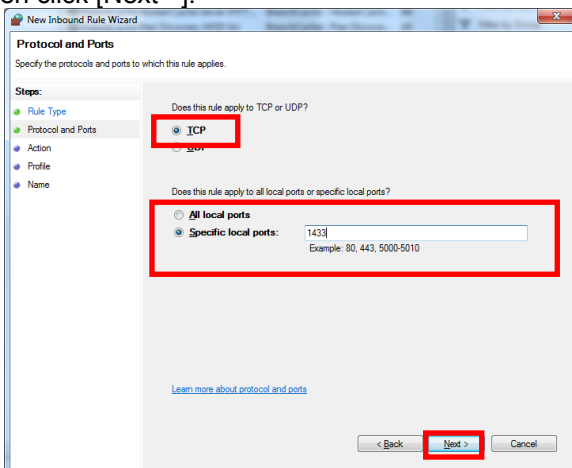 click [Next
New Inbound Rule Wizard
Protocol and Ports
Specify the protocols and ports to which this rule applies.
Steps:
Rule Type
Protocol and Ports
Action
Profile
Name
Does this rule apply to TCP or UDP?
TCP
UDP
Does this rule apply to all local ports or specific local ports?
All local ports
Specific local ports: 1433
Example: 80, 443, 5000-5010
Learn more about protocol and ports
< Back Next > Cancel